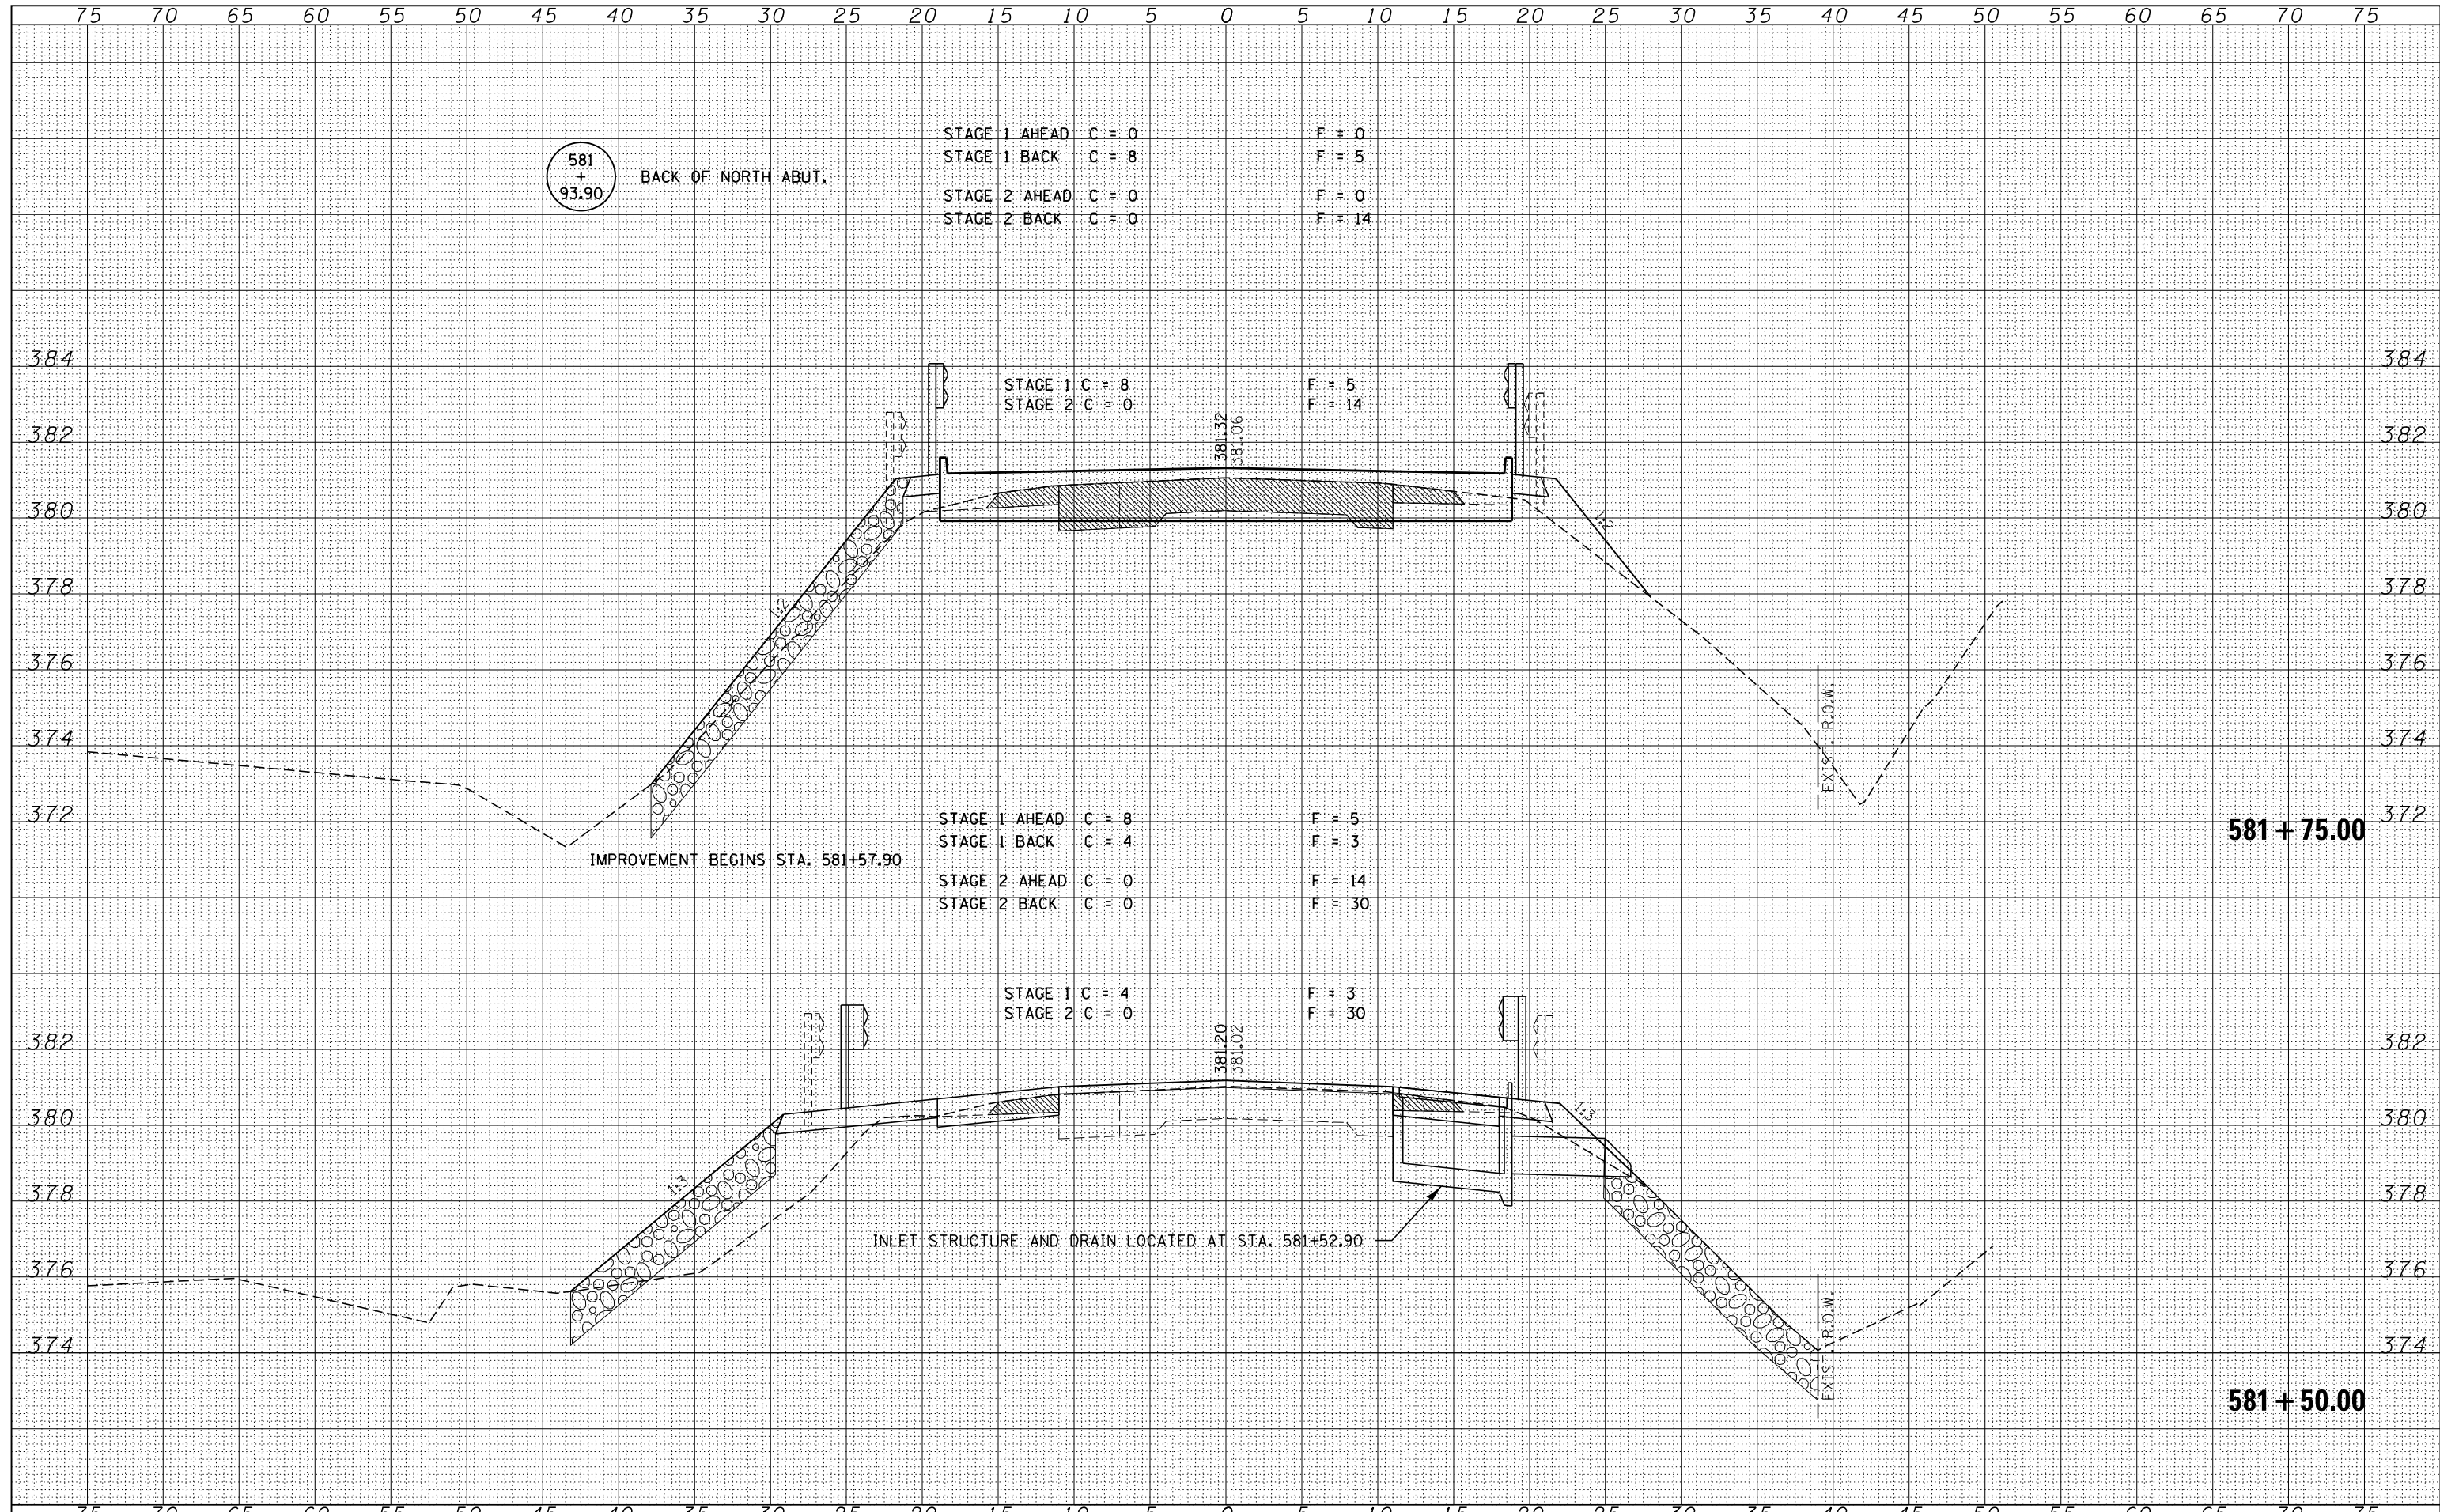 75 70 65 60 55 50 45 40 35 30 25 20 15 10 5 0 5 10 15 20 25 30 35 40 45 50 55 60 65 70 75
STAGE 1 AHEAD C = 0 F = 0
STAGE 1 BACK C = 8 F = 5
581
+
93.90
BACK OF NORTH ABUT.
STAGE 2 AHEAD C = 0 F = 0
STAGE 2 BACK C = 0 F = 14
384 384
STAGE 1 C = 8 F = 5
STAGE 2 C = 0 F = 14
381.32
381.06
382 382
380 380
1:2
378 378
1:2
376 376
EXIST. R.O.W.
374 374
372 372
STAGE 1 AHEAD C = 8 F = 5
581 + 75.00
STAGE 1 BACK C = 4 F = 3
IMPROVEMENT BEGINS STA. 581+57.90
STAGE 2 AHEAD C = 0 F = 14
STAGE 2 BACK C = 0 F = 30
STAGE 1 C = 4 F = 3
STAGE 2 C = 0 F = 30
381.20
381.02
382 382
380 380
1:3
1:3
378 378
INLET STRUCTURE AND DRAIN LOCATED AT STA. 581+52.90
376 376
EXIST. R.O.W.
374 374
581 + 50.00
75 70 65 60 55 50 45 40 35 30 25 20 15 10 5 0 5 10 15 20 25 30 35 40 45 50 55 60 65 70 75